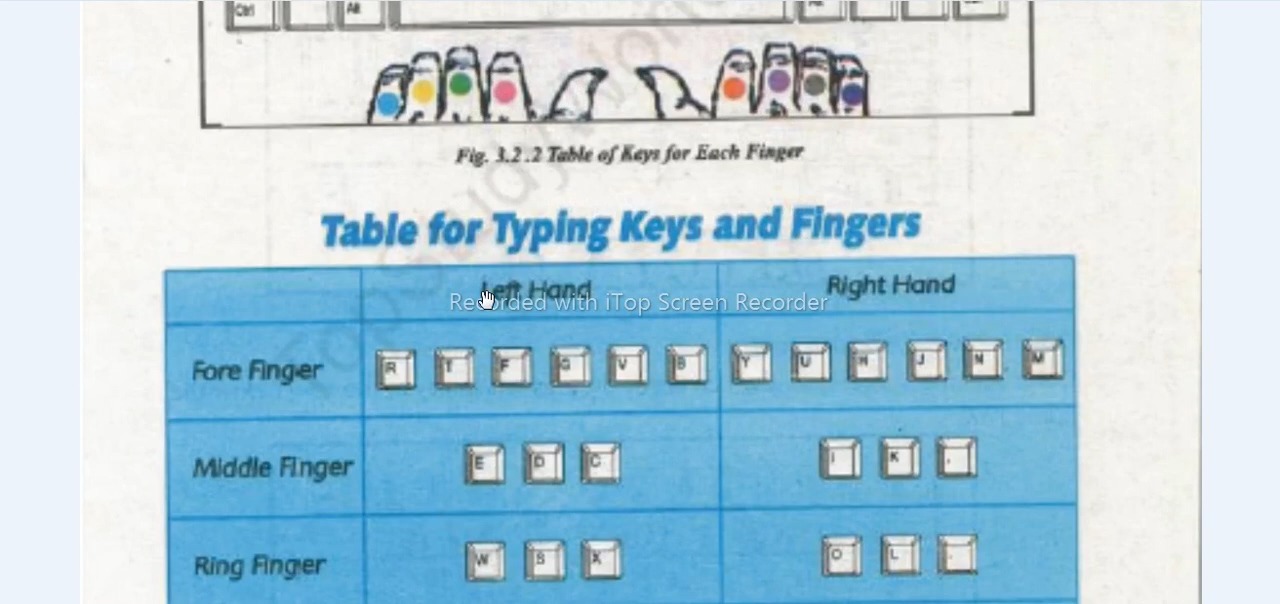 Ctrl Alt
Fig. 3.2.2 Table of Keys for Each Finger
Table for Typing Keys and Fingers
Left Hand Right Hand
Recorded with iTop Screen Recorder
Fore Finger R T F G V B Y U H J N M
Middle Finger E D C I K ,
Ring Finger W S X O L .